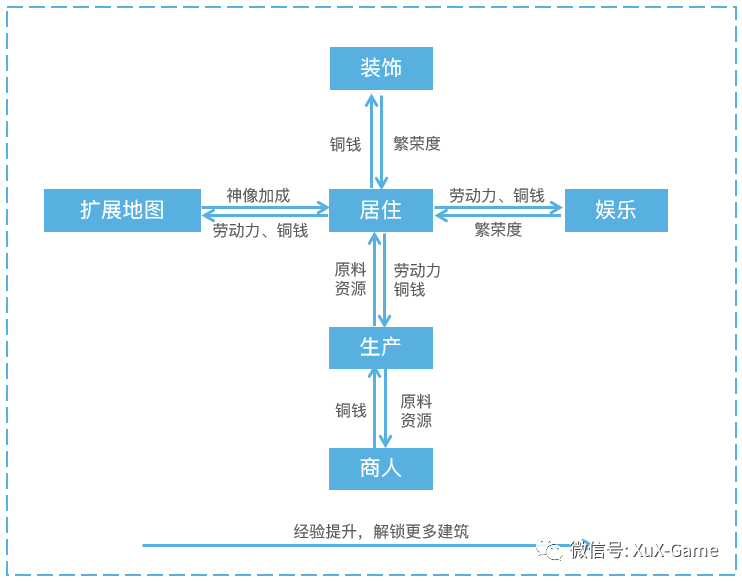 装饰
铜钱
繁荣度
扩展地图
神像加成
劳动力、铜钱
居住
劳动力、铜钱
繁荣度
娱乐
原料
资源
劳动力
铜钱
生产
铜钱
原料
资源
商人
经验提升，解锁更多建筑
微信号: XuX-Game